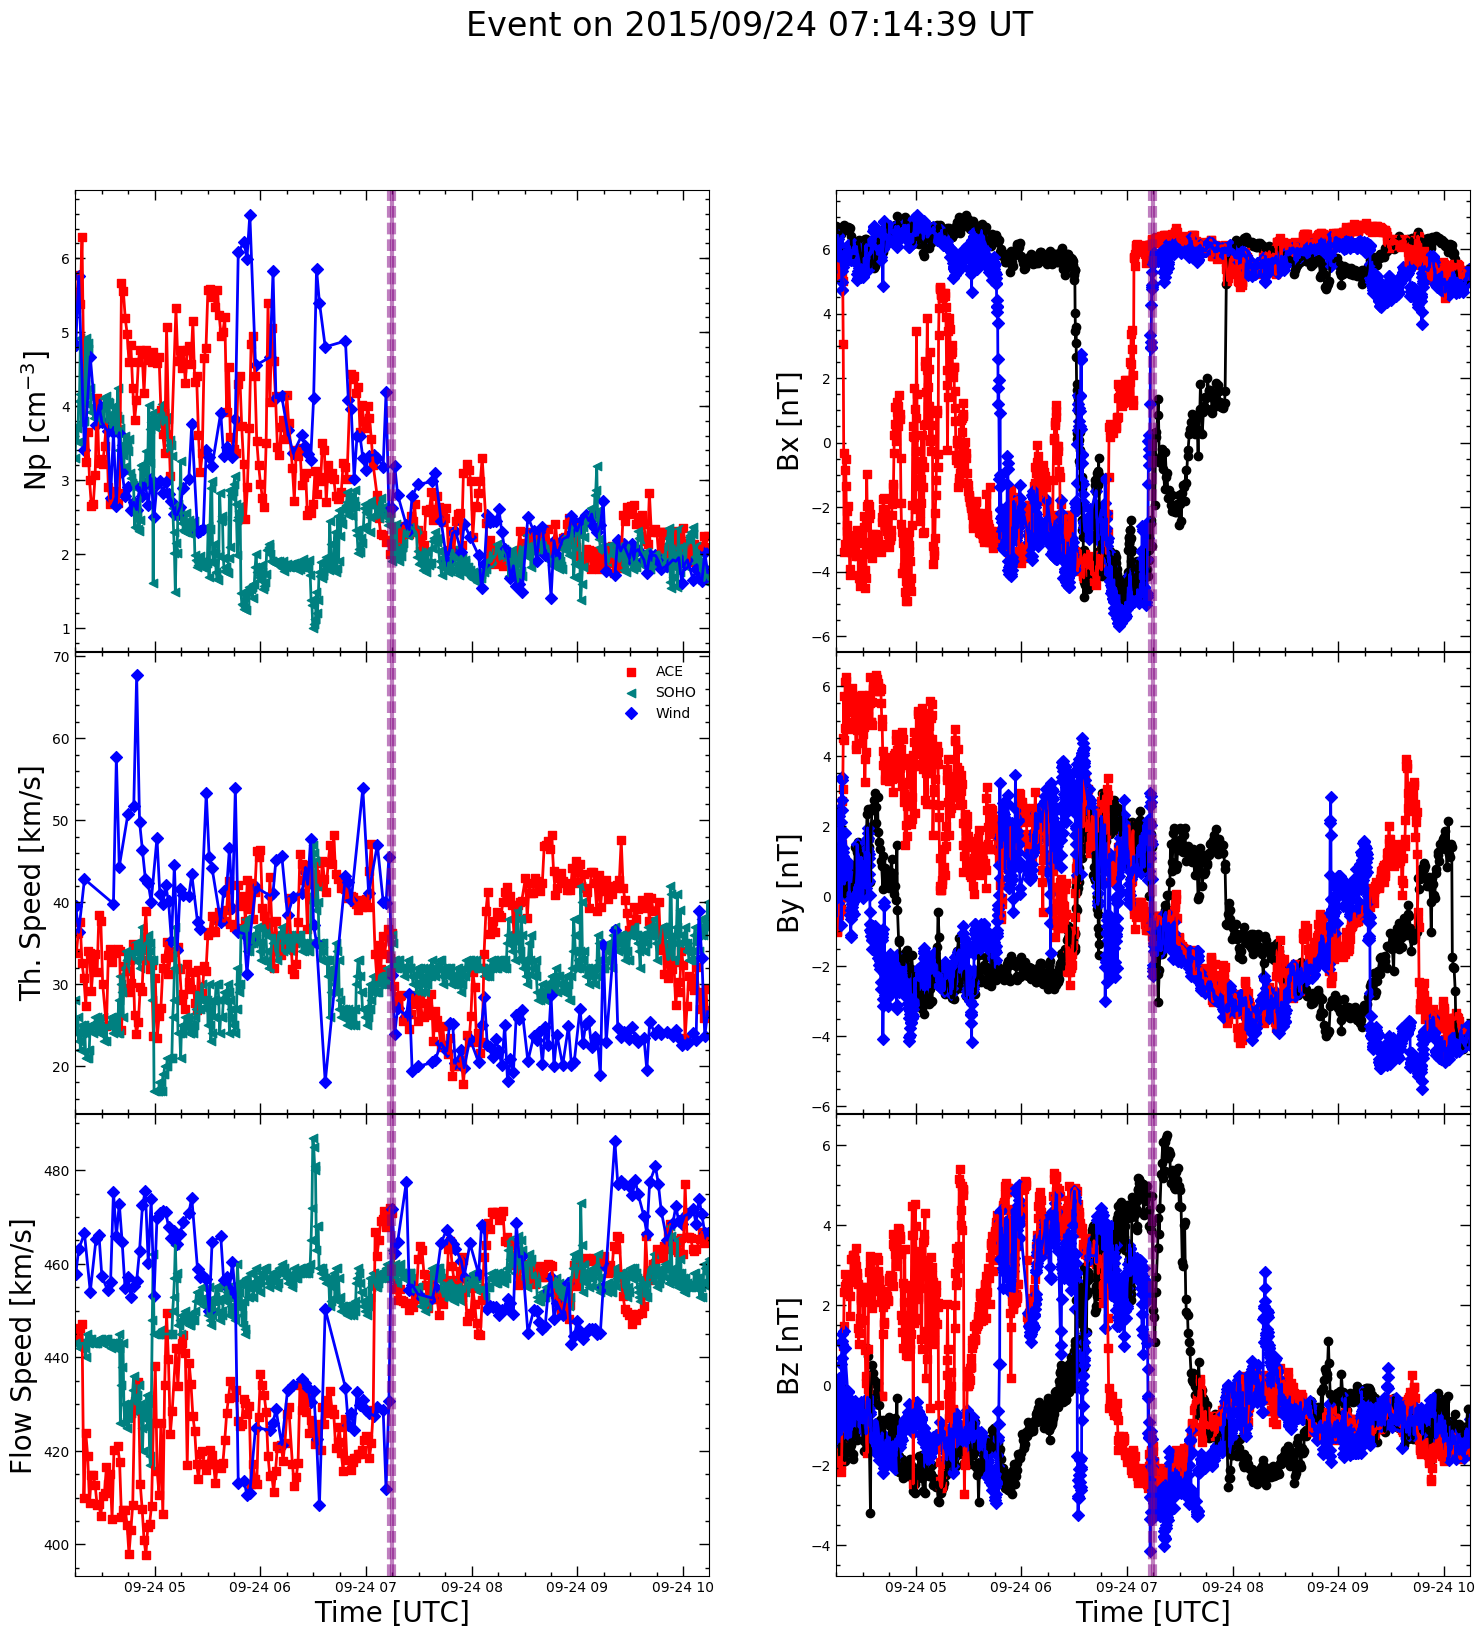 Event on 2015/09/24 07:14:39 UT
Np [cm⁻³]
6
5
4
3
2
1
Bx [nT]
6
4
2
0
−2
−4
−6
Th. Speed [km/s]
70
60
50
40
30
20
ACE
SOHO
Wind
By [nT]
6
4
2
0
−2
−4
−6
Flow Speed [km/s]
480
460
440
420
400
09-24 05 09-24 06 09-24 07 09-24 08 09-24 09 09-24 10
Time [UTC]
Bz [nT]
6
4
2
0
−2
−4
09-24 05 09-24 06 09-24 07 09-24 08 09-24 09 09-24 10
Time [UTC]